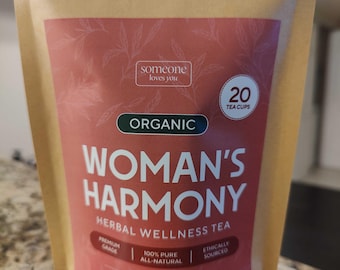 someone
loves you
20
TEA CUPS
ORGANIC
WOMAN'S
HARMONY
HERBAL WELLNESS TEA
PREMIUM
GRADE
100% PURE
ALL-NATURAL
ETHICALLY
SOURCED